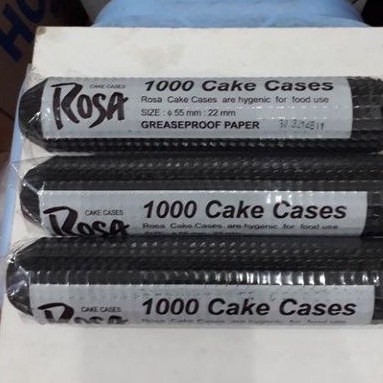 CAKE CASES
ROSA
1000 Cake Cases
Rosa Cake Cases are hygenic for food use
SIZE : φ 55 mm : 22 mm
GREASEPROOF PAPER
CAKE CASES
ROSA
1000 Cake Cases
Rosa Cake Cases are hygenic for food use
CAKE CASES
ROSA
1000 Cake Cases
Rosa Cake Cases are hygenic for food use